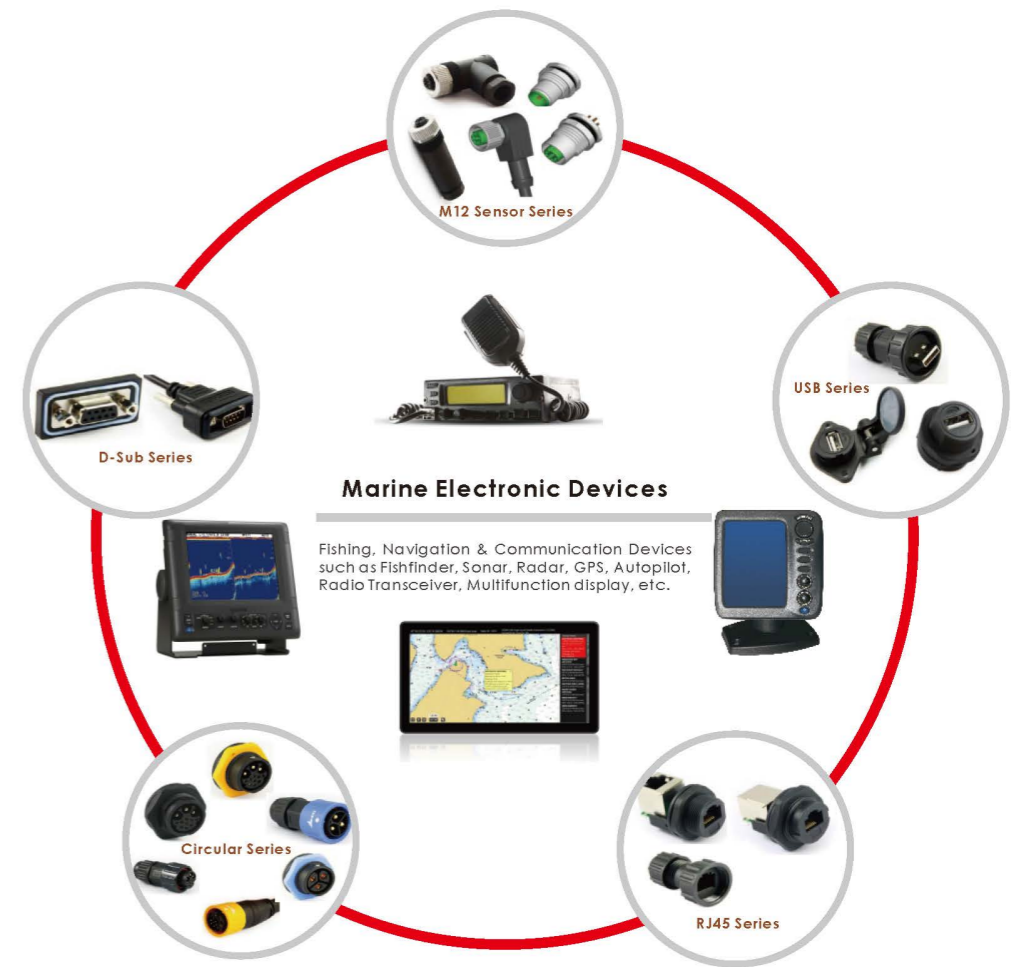 M12 Sensor Series
USB Series
D-Sub Series
Marine Electronic Devices
Fishing, Navigation & Communication Devices
such as Fishfinder, Sonar, Radar, GPS, Autopilot,
Radio Transceiver, Multifunction display, etc.
Circular Series
RJ45 Series